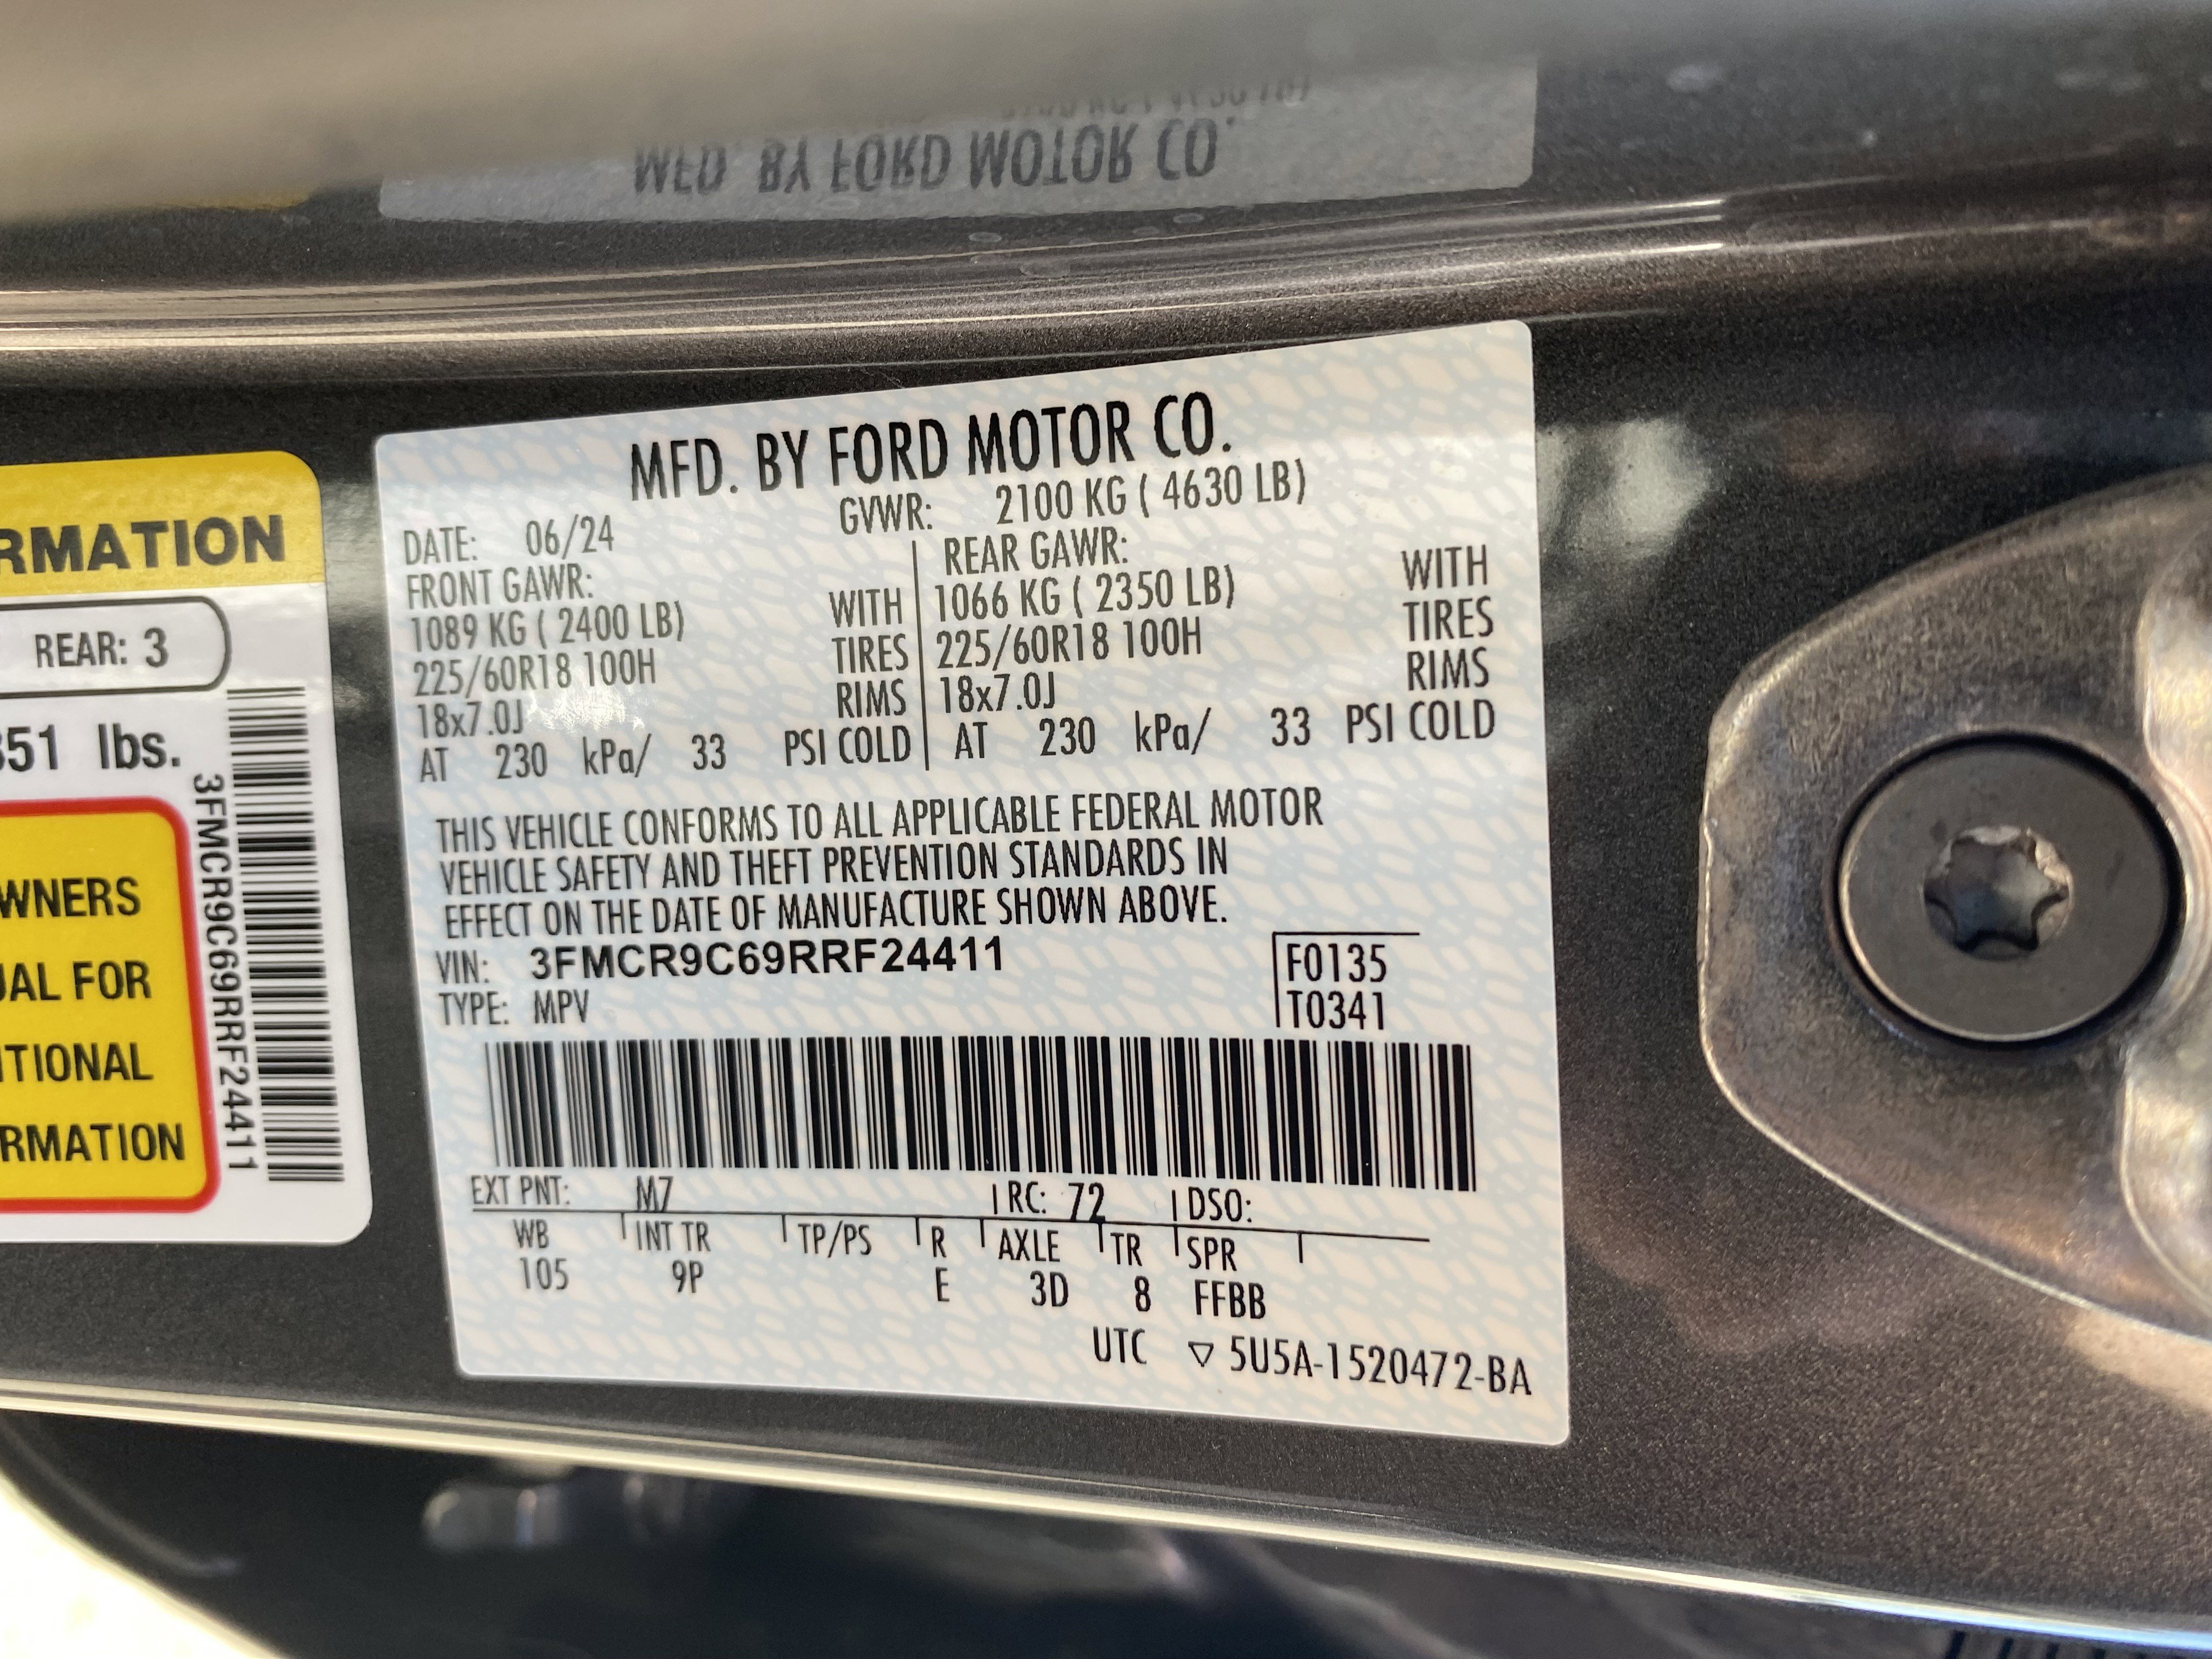 MFD. BY FORD MOTOR CO.
RMATION
REAR: 3
351 lbs.
WNERS
UAL FOR
ITIONAL
RMATION
3FMCR9C69RRF24411
MFD. BY FORD MOTOR CO.
DATE: 06/24 GVWR: 2100 KG ( 4630 LB)
FRONT GAWR: REAR GAWR:
1089 KG ( 2400 LB) WITH 1066 KG ( 2350 LB) WITH
225/60R18 100H TIRES 225/60R18 100H TIRES
18x7.0J RIMS 18x7.0J RIMS
AT 230 kPa/ 33 PSI COLD AT 230 kPa/ 33 PSI COLD
THIS VEHICLE CONFORMS TO ALL APPLICABLE FEDERAL MOTOR
VEHICLE SAFETY AND THEFT PREVENTION STANDARDS IN
EFFECT ON THE DATE OF MANUFACTURE SHOWN ABOVE.
VIN: 3FMCR9C69RRF24411 F0135
TYPE: MPV T0341
EXT PNT: M7 RC: 72 DSO:
WB INT TR TP/PS R AXLE TR SPR
105 9P E 3D 8 FFBB
UTC ▽ 5U5A-1520472-BA